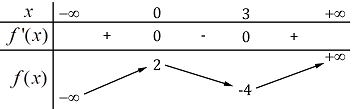 x -∞ 0 3 +∞
f'(x) + 0 - 0 +
+∞
2
f(x)
-4
-∞